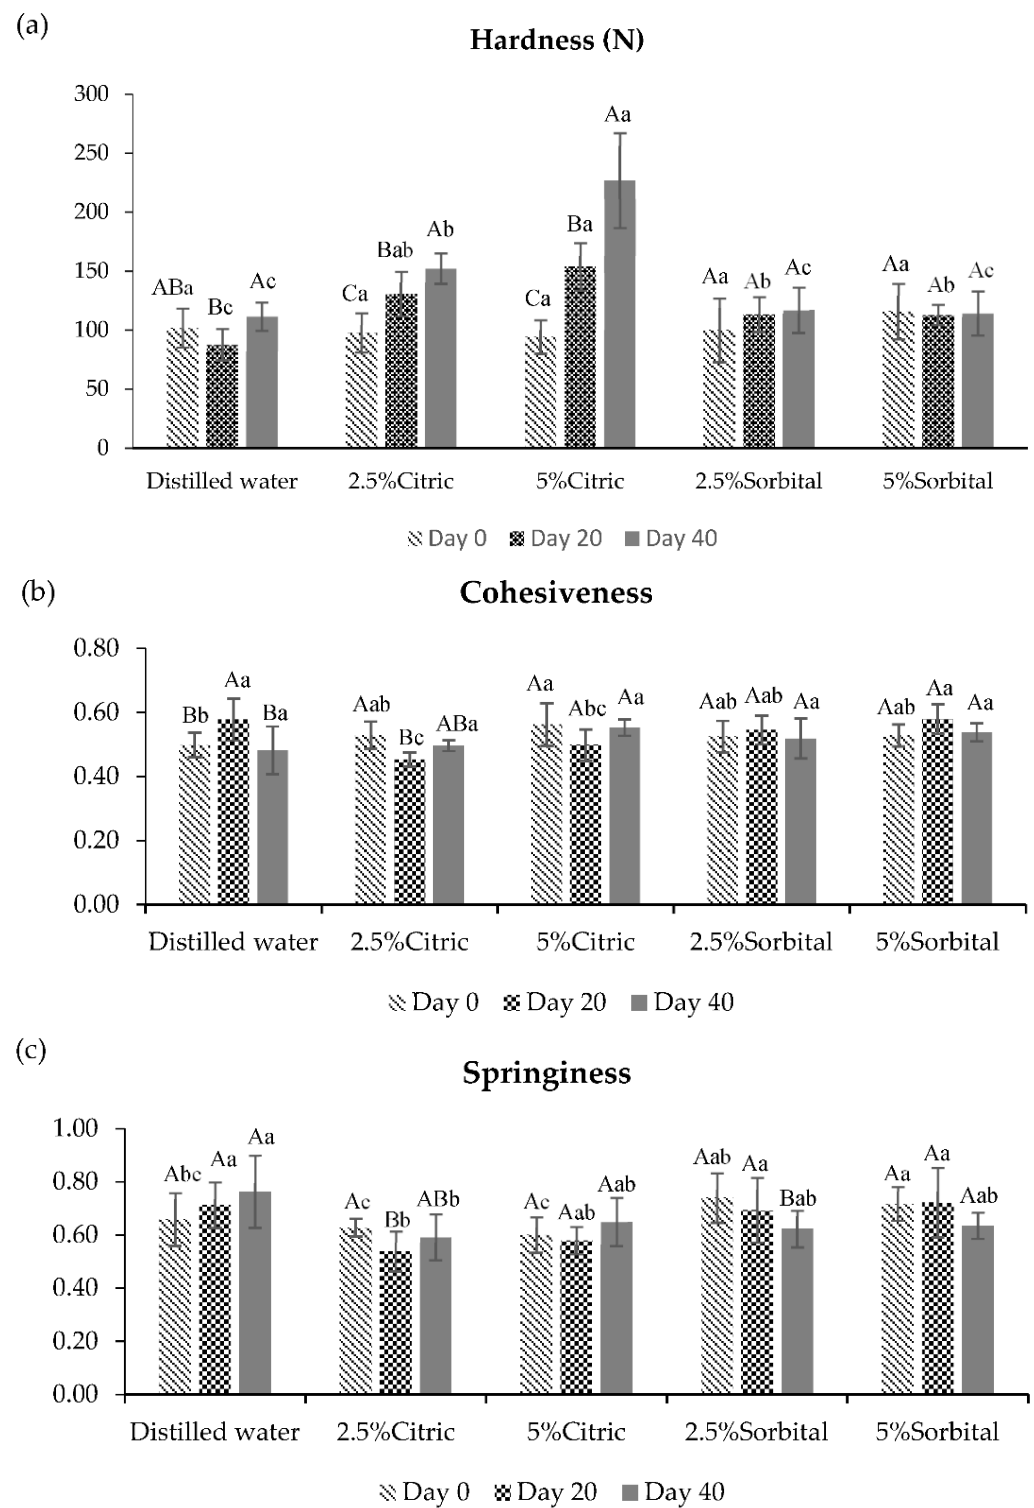 (a)
Hardness (N)
300
250
200
150
100
50
0
ABa Bc Ac Ca Bab Ab Ca Ba Aa Aa Ab Ac Aa Ab Ac
Distilled water 2.5%Citric 5%Citric 2.5%Sorbital 5%Sorbital
Day 0 Day 20 Day 40
(b)
Cohesiveness
0.80
0.60
0.40
0.20
0.00
Bb Aa Ba Aab Bc ABa Aa Abc Aa Aab Aab Aa Aab Aa Aa
Distilled water 2.5%Citric 5%Citric 2.5%Sorbital 5%Sorbital
Day 0 Day 20 Day 40
(c)
Springiness
1.00
0.80
0.60
0.40
0.20
0.00
Abc Aa Aa Ac Bb ABb Ac Aab Aab Aab Aa Bab Aa Aa Aab
Distilled water 2.5%Citric 5%Citric 2.5%Sorbital 5%Sorbital
Day 0 Day 20 Day 40